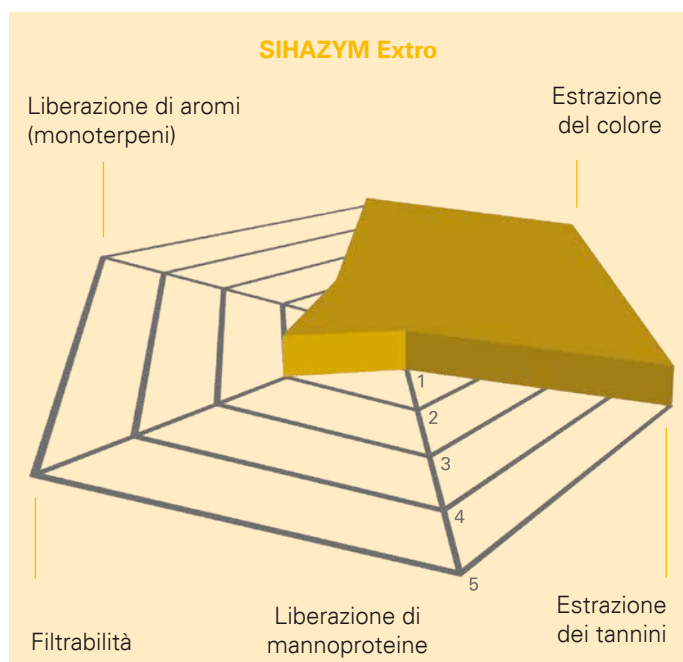 SIHAZYM Extro
Liberazione di aromi
(monoterpeni)
Estrazione
del colore
1
2
3
4
5
Filtrabilità
Liberazione di
mannoproteine
Estrazione
dei tannini